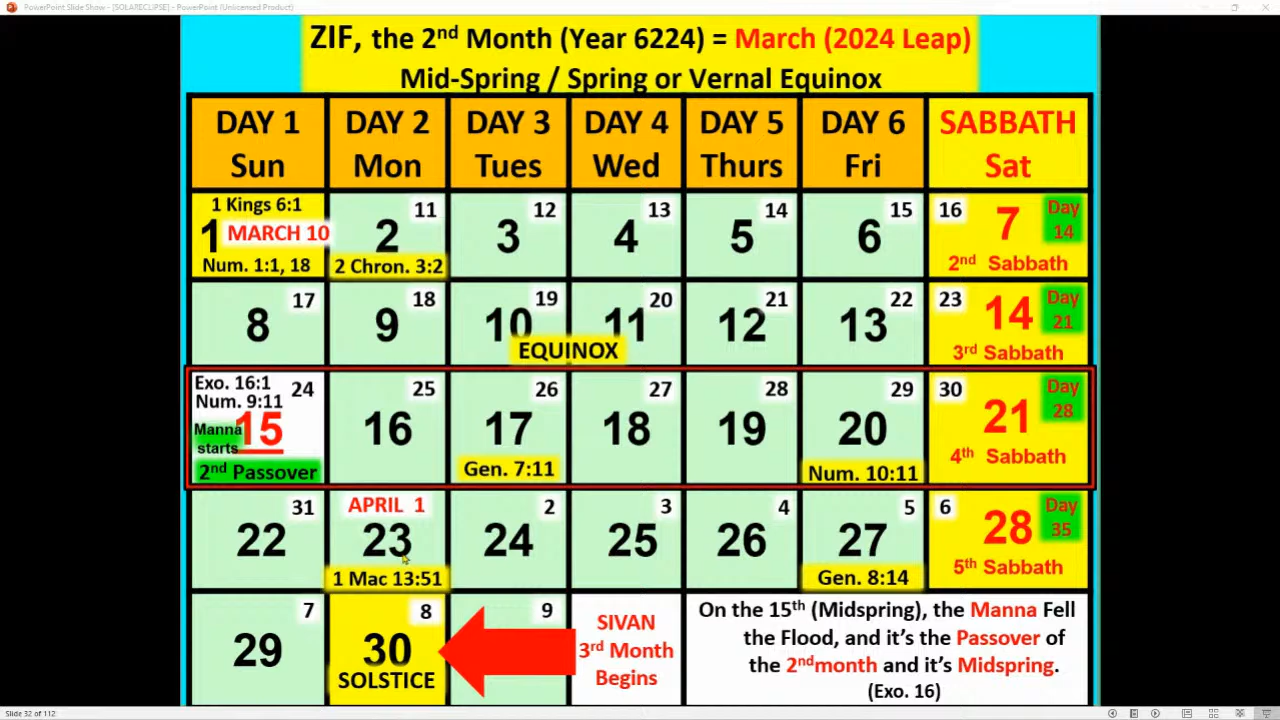 PowerPoint Slide Show - [SOLARECLIPSE] - PowerPoint (Unlicensed Product)
ZIF, the 2nd Month (Year 6224) = March (2024 Leap)
Mid-Spring / Spring or Vernal Equinox
DAY 1 DAY 2 DAY 3 DAY 4 DAY 5 DAY 6 SABBATH
Sun Mon Tues Wed Thurs Fri Sat
1 Kings 6:1
1 MARCH 10
Num. 1:1, 18
11
2
2 Chron. 3:2
12
3
13
4
14
5
15
6
16
7
Day
14
2nd Sabbath
17
8
18
9
19
10
20
11
EQUINOX
21
12
22
13
23
14
Day
21
3rd Sabbath
Exo. 16:1
24
Num. 9:11
Manna
starts
15
2nd Passover
25
16
26
17
Gen. 7:11
27
18
28
19
29
20
Num. 10:11
30
21
Day
28
4th Sabbath
31
22
APRIL 1
23
1 Mac 13:51
2
24
3
25
4
26
5
27
Gen. 8:14
6
28
Day
35
5th Sabbath
7
29
8
30
SOLSTICE
9
SIVAN
3rd Month
Begins
On the 15th (Midspring), the Manna Fell
the Flood, and it's the Passover of
the 2ndmonth and it's Midspring.
(Exo. 16)
Slide 32 of 112